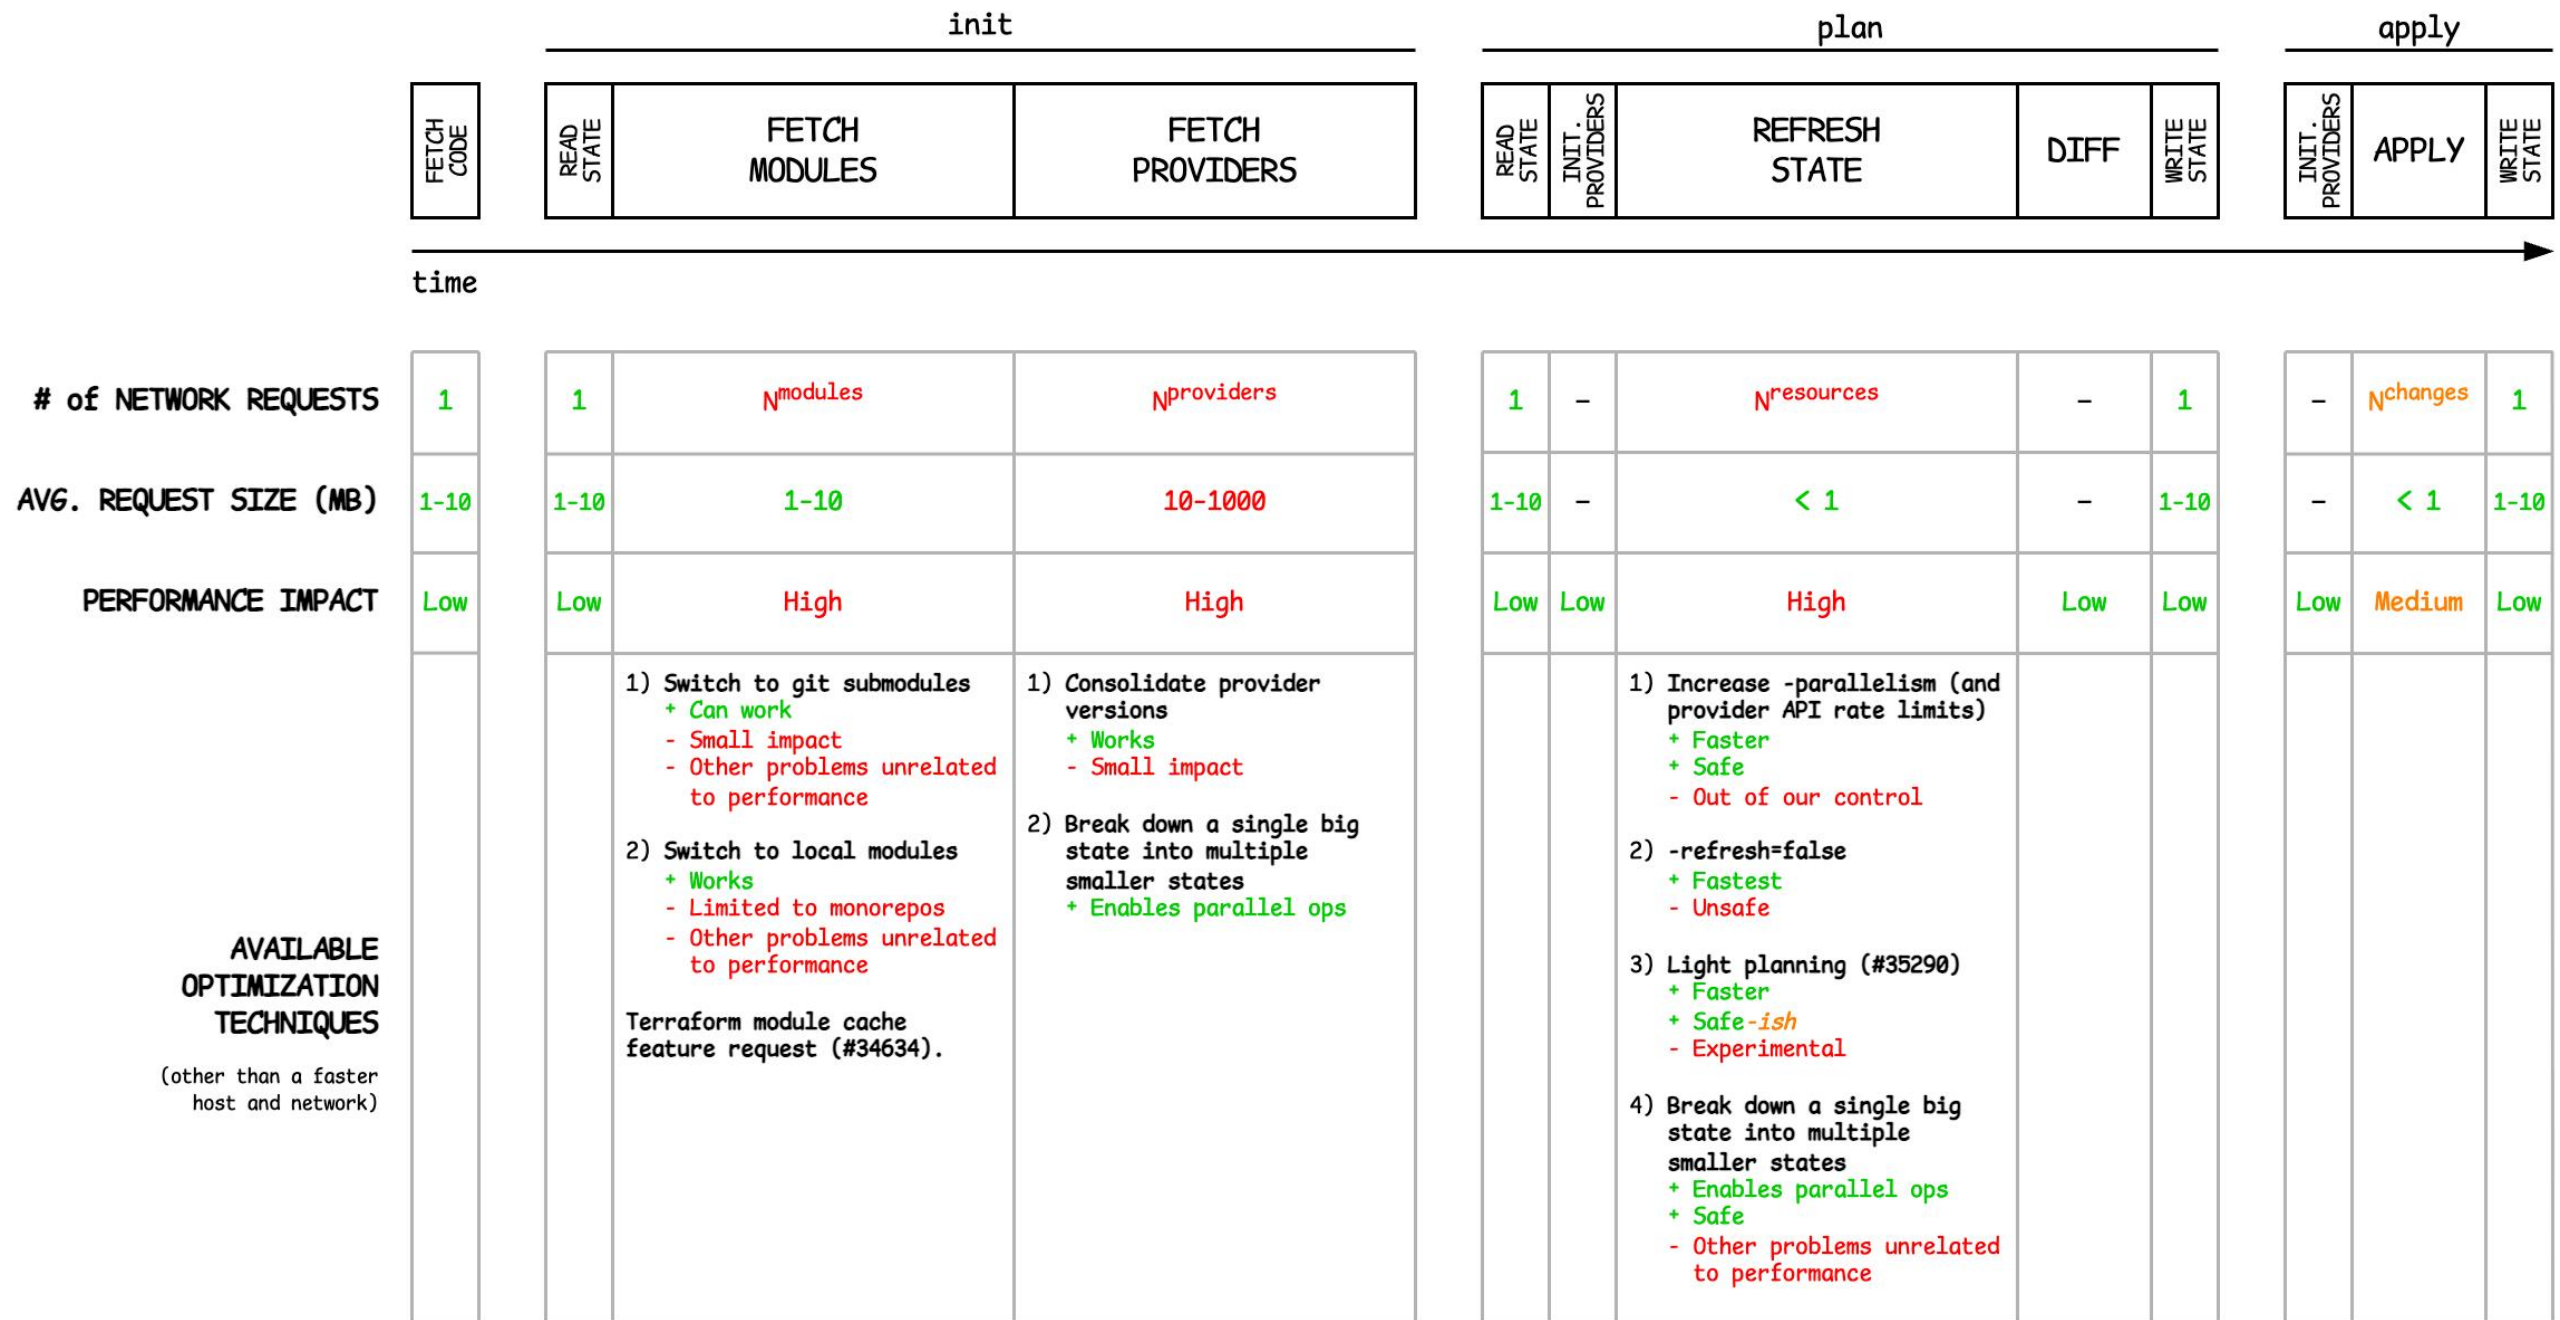 init
plan
apply
FETCH
CODE
READ
STATE
FETCH
MODULES
FETCH
PROVIDERS
READ
STATE
INIT.
PROVIDERS
REFRESH
STATE
DIFF
WRITE
STATE
INIT.
PROVIDERS
APPLY
WRITE
STATE
time
# of NETWORK REQUESTS
1
1
N^modules
N^providers
1
–
N^resources
–
1
–
N^changes
1
AVG. REQUEST SIZE (MB)
1-10
1-10
1-10
10-1000
1-10
–
< 1
–
1-10
–
< 1
1-10
PERFORMANCE IMPACT
Low
Low
High
High
Low
Low
High
Low
Low
Low
Medium
Low
AVAILABLE
OPTIMIZATION
TECHNIQUES
(other than a faster
host and network)
1) Switch to git submodules
+ Can work
- Small impact
- Other problems unrelated
to performance
2) Switch to local modules
+ Works
- Limited to monorepos
- Other problems unrelated
to performance
Terraform module cache
feature request (#34634).
1) Consolidate provider
versions
+ Works
- Small impact
2) Break down a single big
state into multiple
smaller states
+ Enables parallel ops
1) Increase -parallelism (and
provider API rate limits)
+ Faster
+ Safe
- Out of our control
2) -refresh=false
+ Fastest
- Unsafe
3) Light planning (#35290)
+ Faster
+ Safe-ish
- Experimental
4) Break down a single big
state into multiple
smaller states
+ Enables parallel ops
+ Safe
- Other problems unrelated
to performance